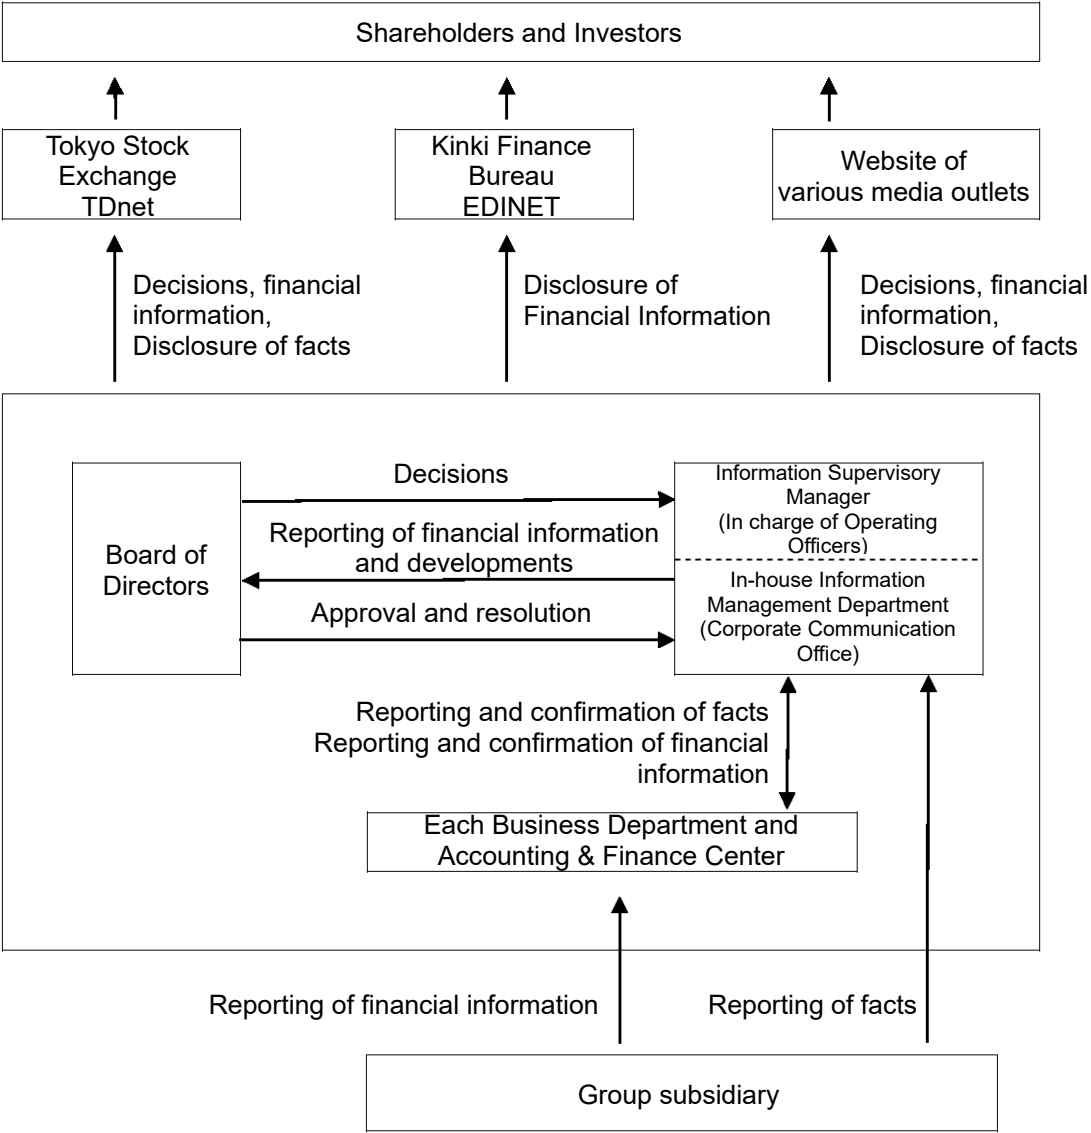 Shareholders and Investors
Tokyo Stock
Exchange
TDnet
Kinki Finance
Bureau
EDINET
Website of
various media outlets
Decisions, financial
information,
Disclosure of facts
Disclosure of
Financial Information
Decisions, financial
information,
Disclosure of facts
Board of
Directors
Decisions
Reporting of financial information
and developments
Approval and resolution
Information Supervisory
Manager
(In charge of Operating
Officers)
In-house Information
Management Department
(Corporate Communication
Office)
Reporting and confirmation of facts
Reporting and confirmation of financial
information
Each Business Department and
Accounting & Finance Center
Reporting of financial information
Reporting of facts
Group subsidiary